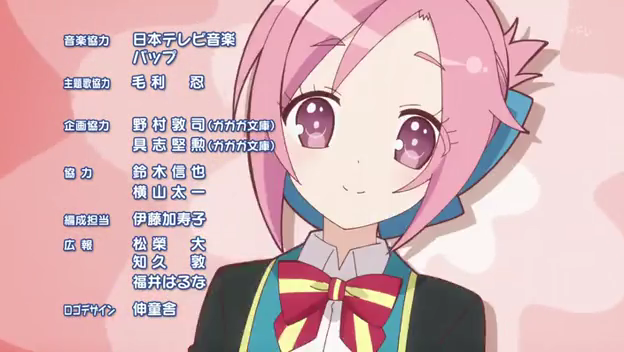 音楽協力 日本テレビ音楽
バップ
主題歌協力 毛利 忍
企画協力 野村敦司(ガガガ文庫)
具志堅勲(ガガガ文庫)
協力 鈴木信也
横山太一
編成担当 伊藤加寿子
広報 松榮 大
知久 敦
福井はるな
ロゴデザイン 伸童舎